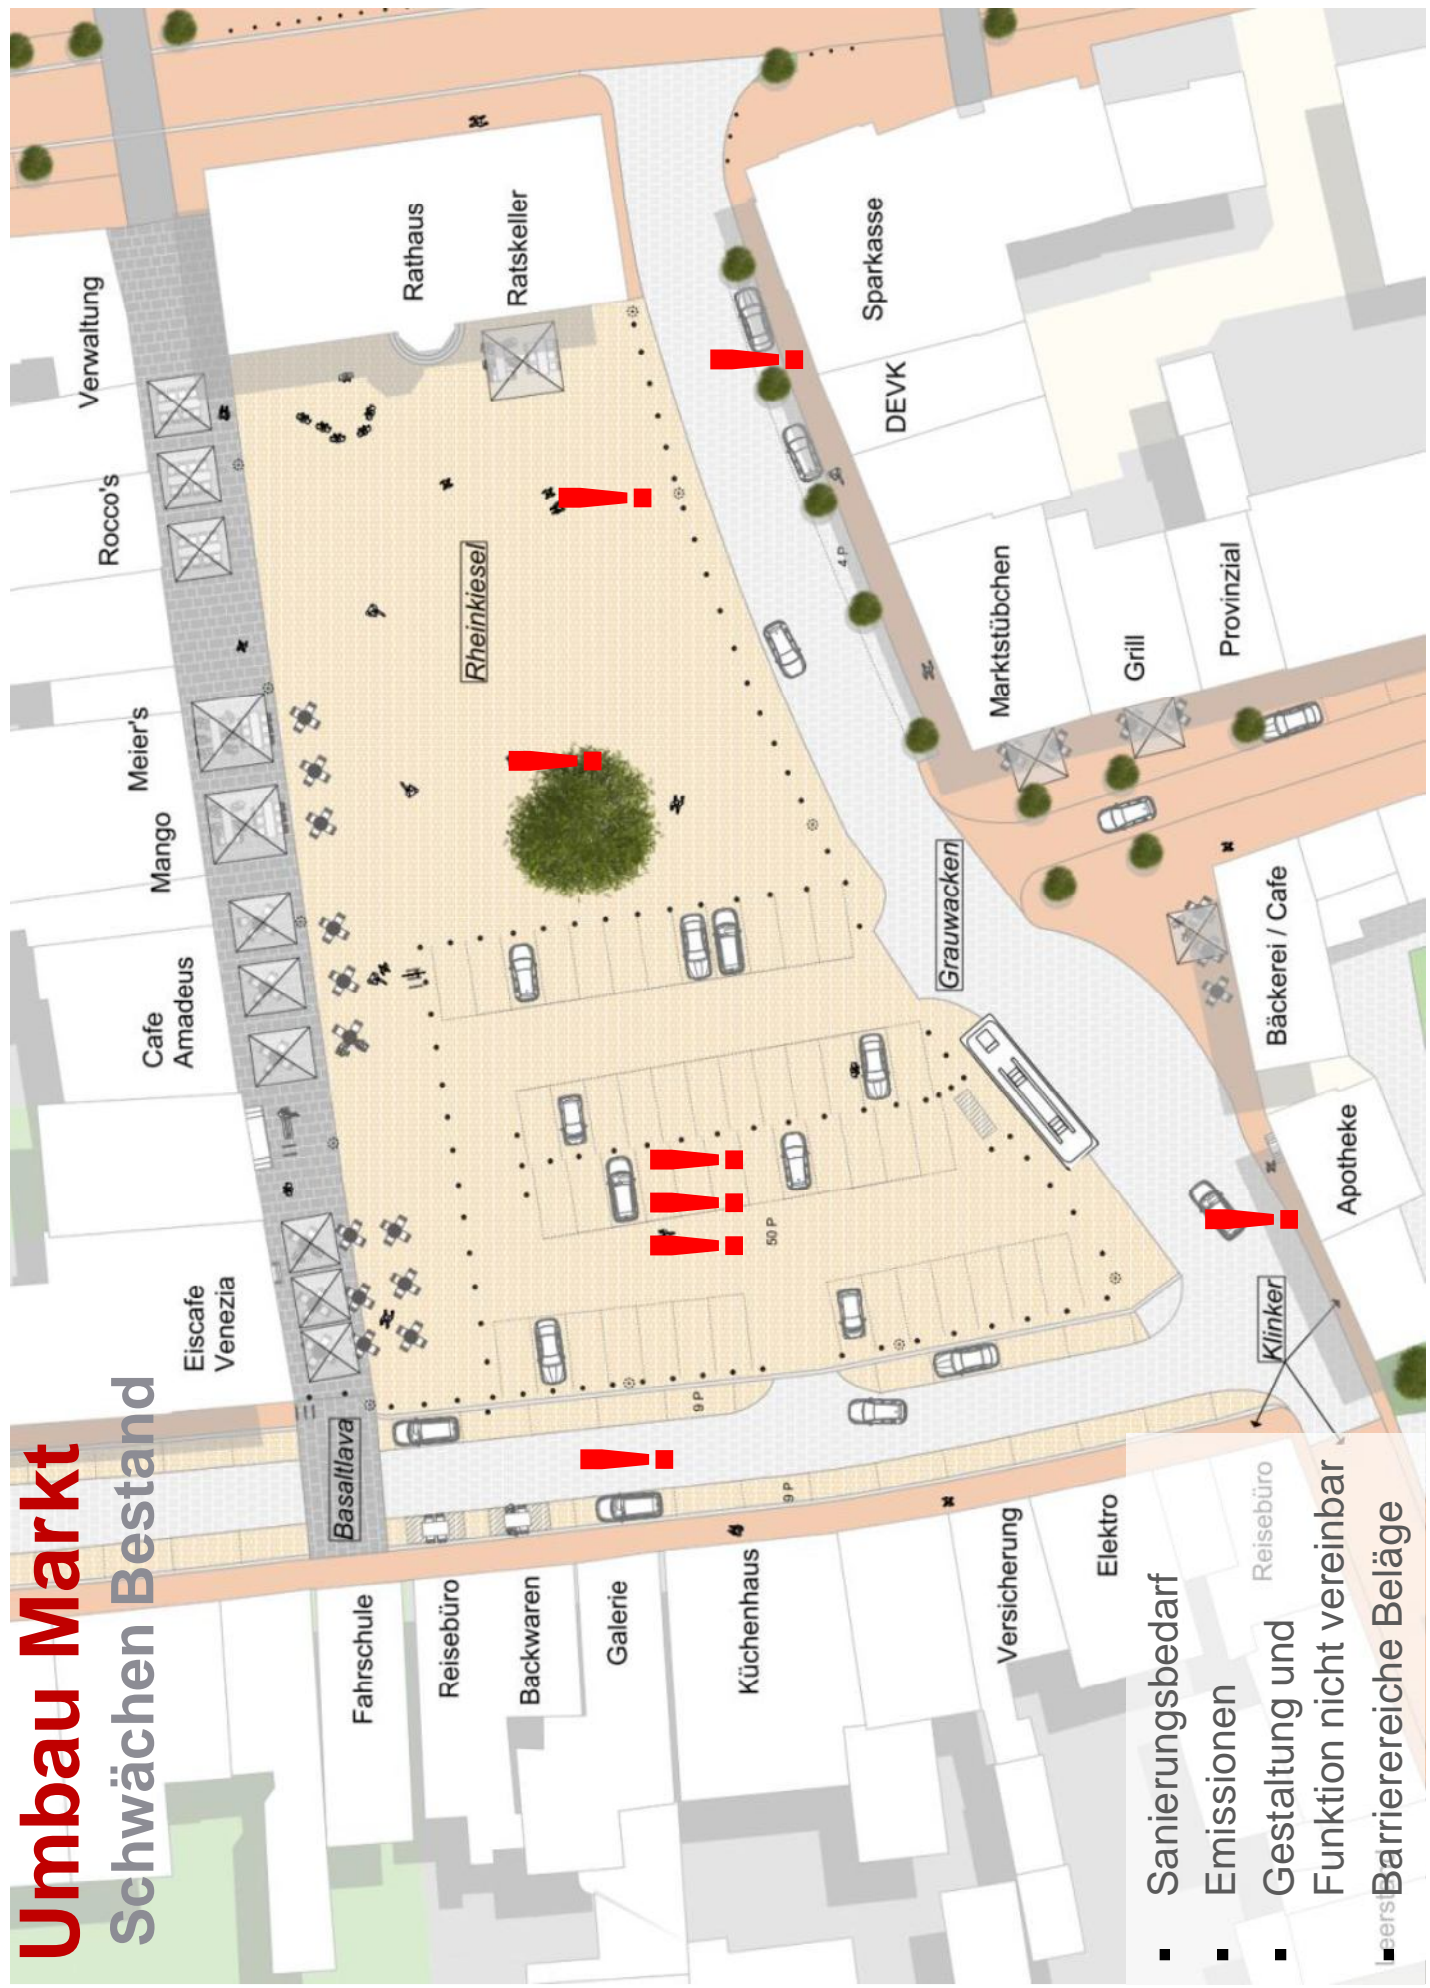 Umbau Markt
Schwächen Bestand
Verwaltung
Rocco's
Meier's
Mango
Cafe
Amadeus
Eiscafe
Venezia
Basaltlava
Rathaus
Ratskeller
Rheinkiesel
Sparkasse
DEVK
4 P
Marktstübchen
Grill
Provinzial
Grauwacken
Bäckerei / Cafe
Apotheke
Klinker
50 P
9 P
9 P
Fahrschule
Reisebüro
Backwaren
Galerie
Küchenhaus
Versicherung
Elektro
Reisebüro
▪ Sanierungsbedarf
▪ Emissionen
▪ Gestaltung und
Funktion nicht vereinbar
▪ Barrierereiche Beläge